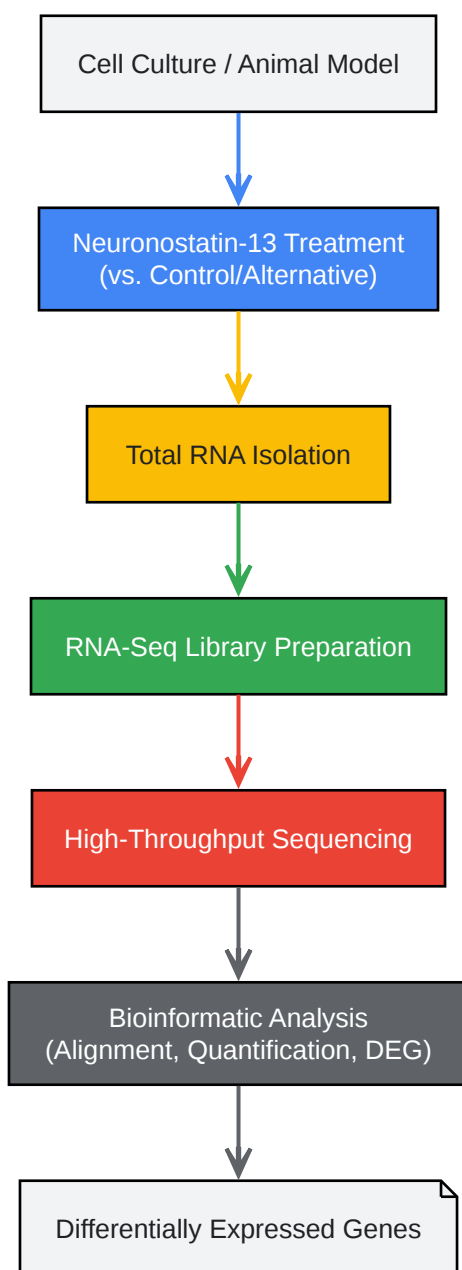 Cell Culture / Animal Model
Neuronostatin-13 Treatment
(vs. Control/Alternative)
Total RNA Isolation
RNA-Seq Library Preparation
High-Throughput Sequencing
Bioinformatic Analysis
(Alignment, Quantification, DEG)
Differentially Expressed Genes